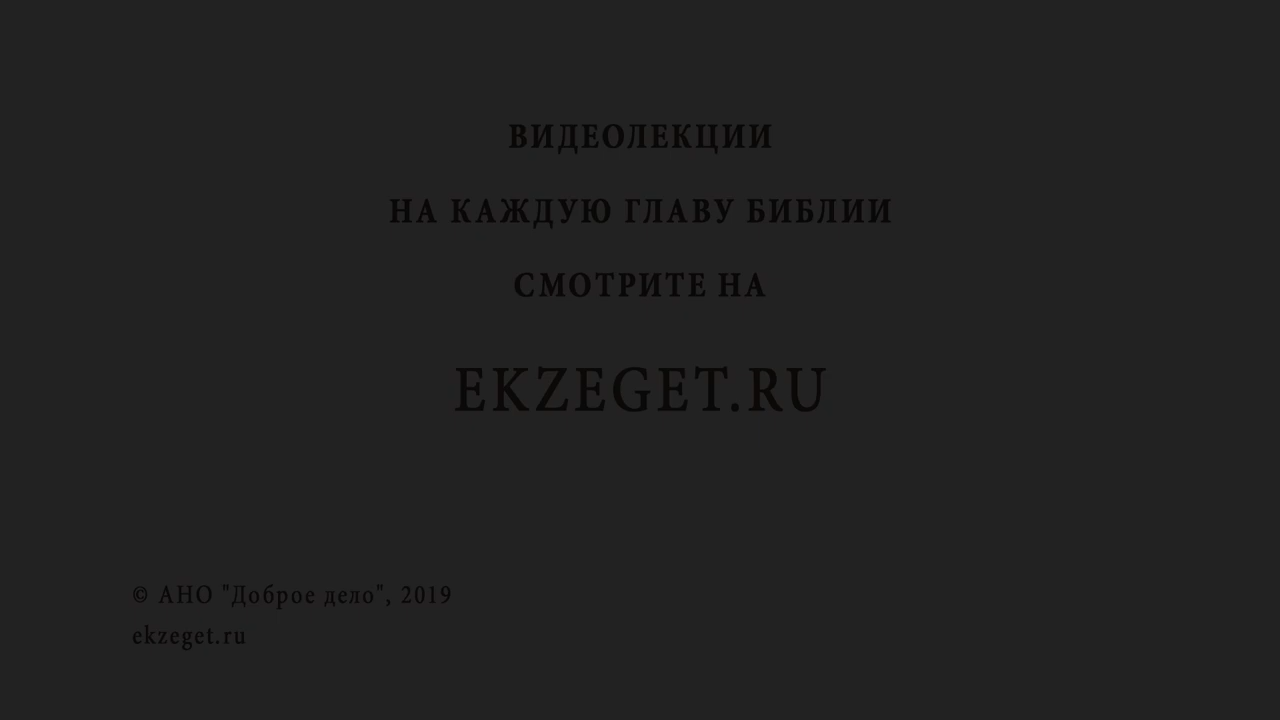 ВИДЕОЛЕКЦИИ
НА КАЖДУЮ ГЛАВУ БИБЛИИ
СМОТРИТЕ НА
EKZEGET.RU
© АНО "Доброе дело", 2019
ekzeget.ru